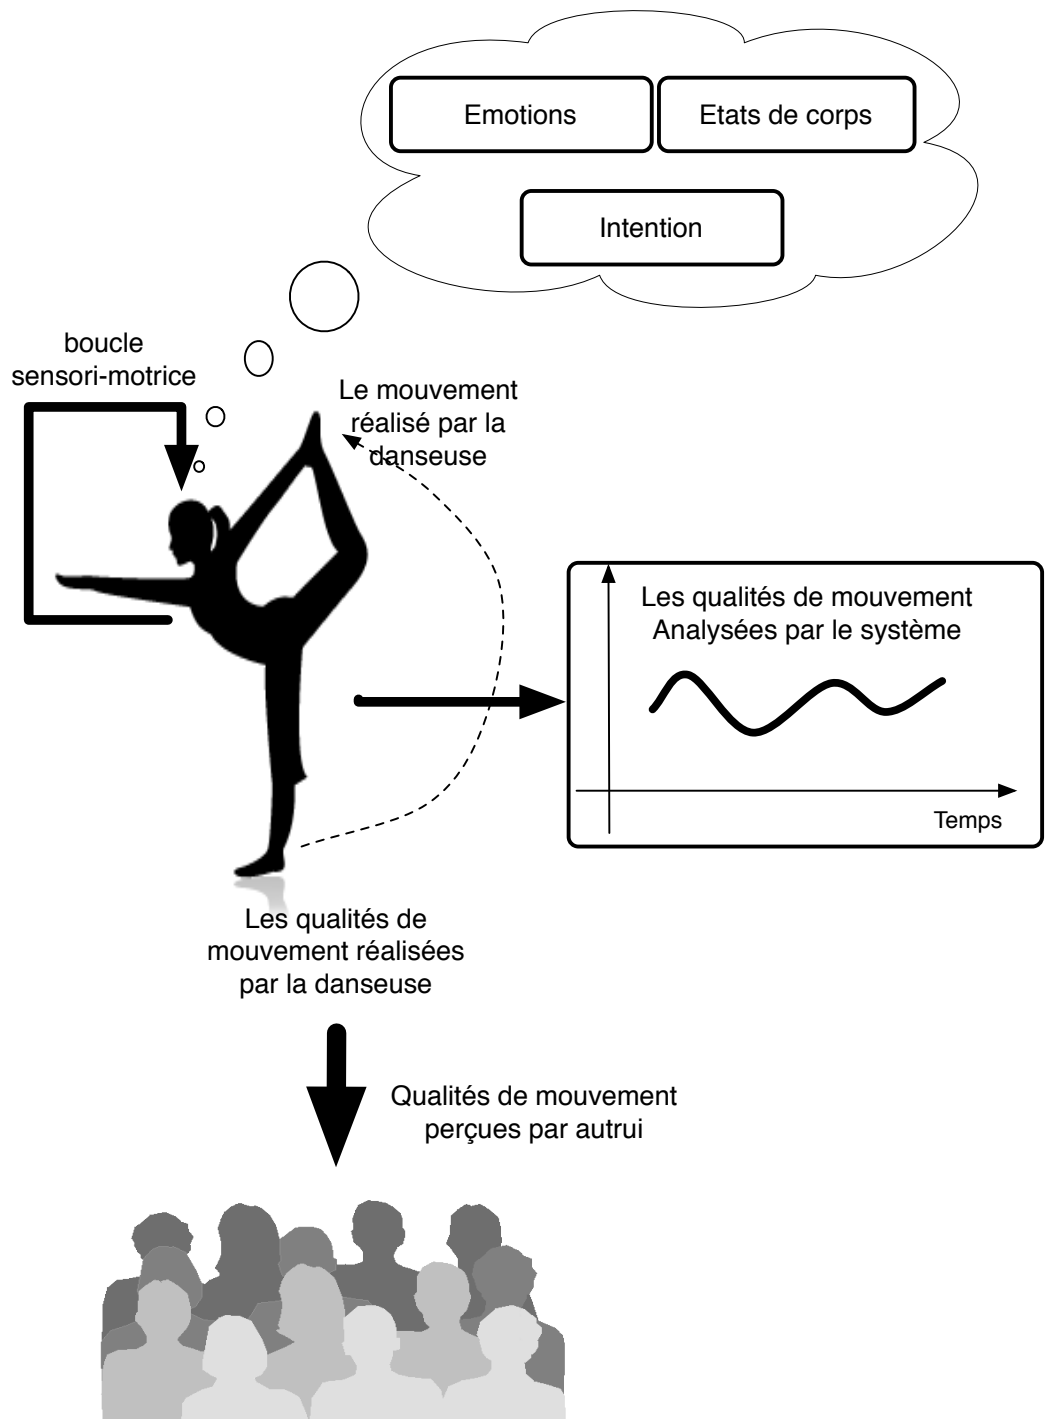 Emotions
Etats de corps
Intention
boucle
sensori-motrice
Le mouvement
réalisé par la
danseuse
Les qualités de mouvement
Analysées par le système
Temps
Les qualités de
mouvement réalisées
par la danseuse
Qualités de mouvement
perçues par autrui